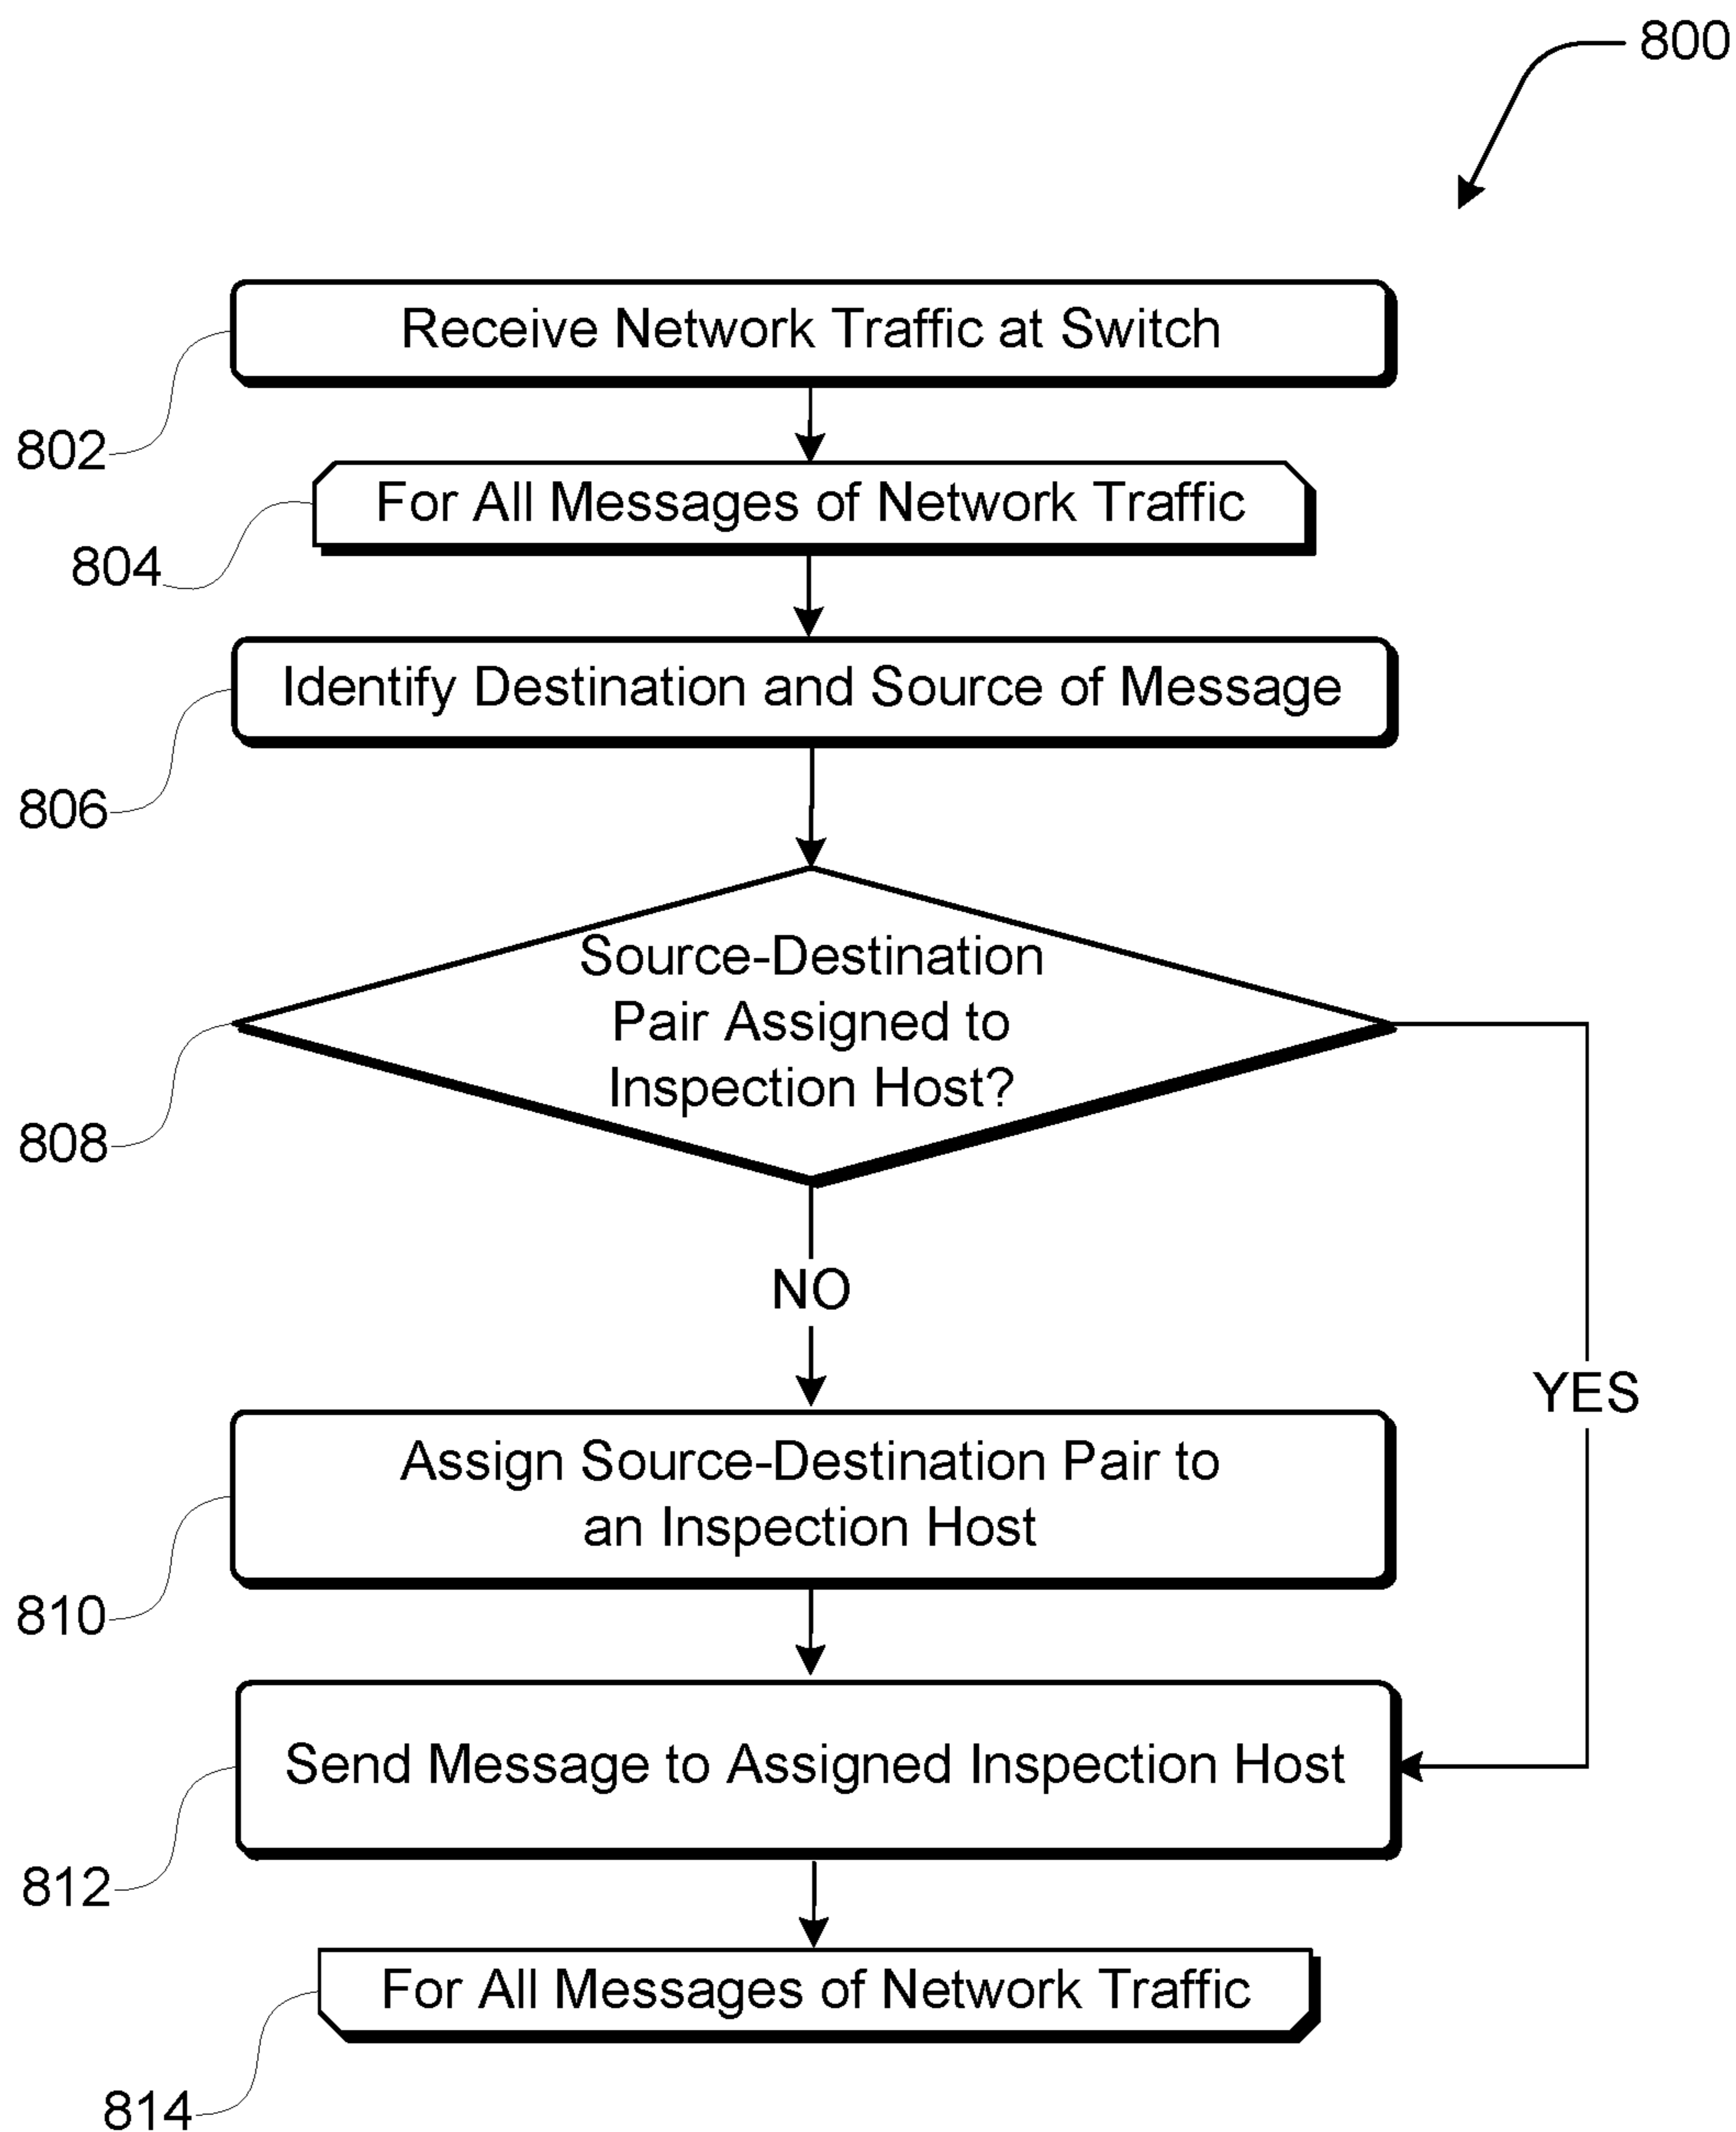 800
Receive Network Traffic at Switch
802
For All Messages of Network Traffic
804
Identify Destination and Source of Message
806
Source-Destination
Pair Assigned to
Inspection Host?
808
NO
YES
Assign Source-Destination Pair to
an Inspection Host
810
Send Message to Assigned Inspection Host
812
For All Messages of Network Traffic
814